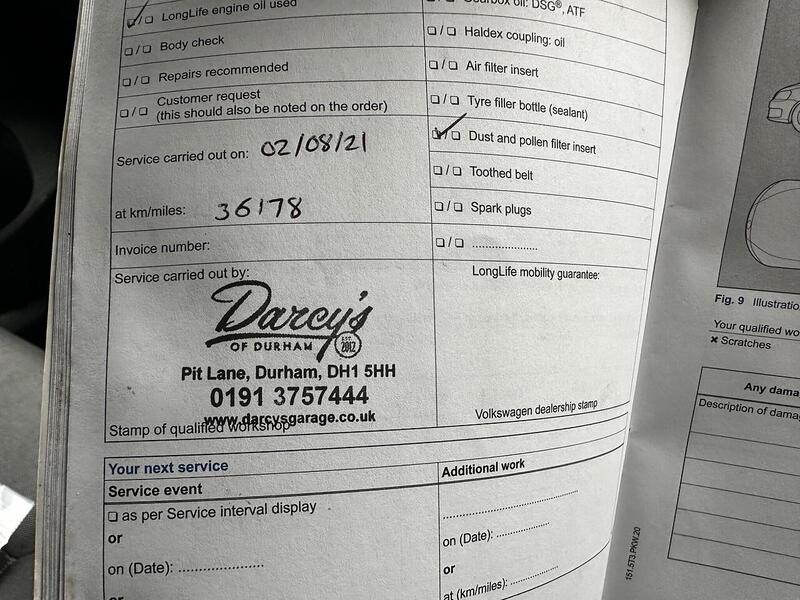 ☑/☐ LongLife engine oil used
☐/☐ Body check
☐/☐ Repairs recommended
☐/☐ Customer request
(this should also be noted on the order)
Service carried out on: 02/08/21
at km/miles: 36178
Invoice number:
Service carried out by:
Darcy's
OF DURHAM
EST.
2012
Pit Lane, Durham, DH1 5HH
0191 3757444
www.darcysgarage.co.uk
Stamp of qualified workshop
Gearbox oil: DSG®, ATF
☐/☐ Haldex coupling: oil
☐/☐ Air filter insert
☐/☐ Tyre filler bottle (sealant)
☑/☐ Dust and pollen filter insert
☐/☐ Toothed belt
☐/☐ Spark plugs
☐/☐ ....................
LongLife mobility guarantee:
Volkswagen dealership stamp
Your next service
Service event
☐ as per Service interval display
or
on (Date): ....................
or
Additional work
........................................
on (Date): ...............
or
at (km/miles): .............
151.5T3.PKW.20
Fig. 9 Illustratio
Your qualified wo
✖ Scratches
Any dama
Description of damag